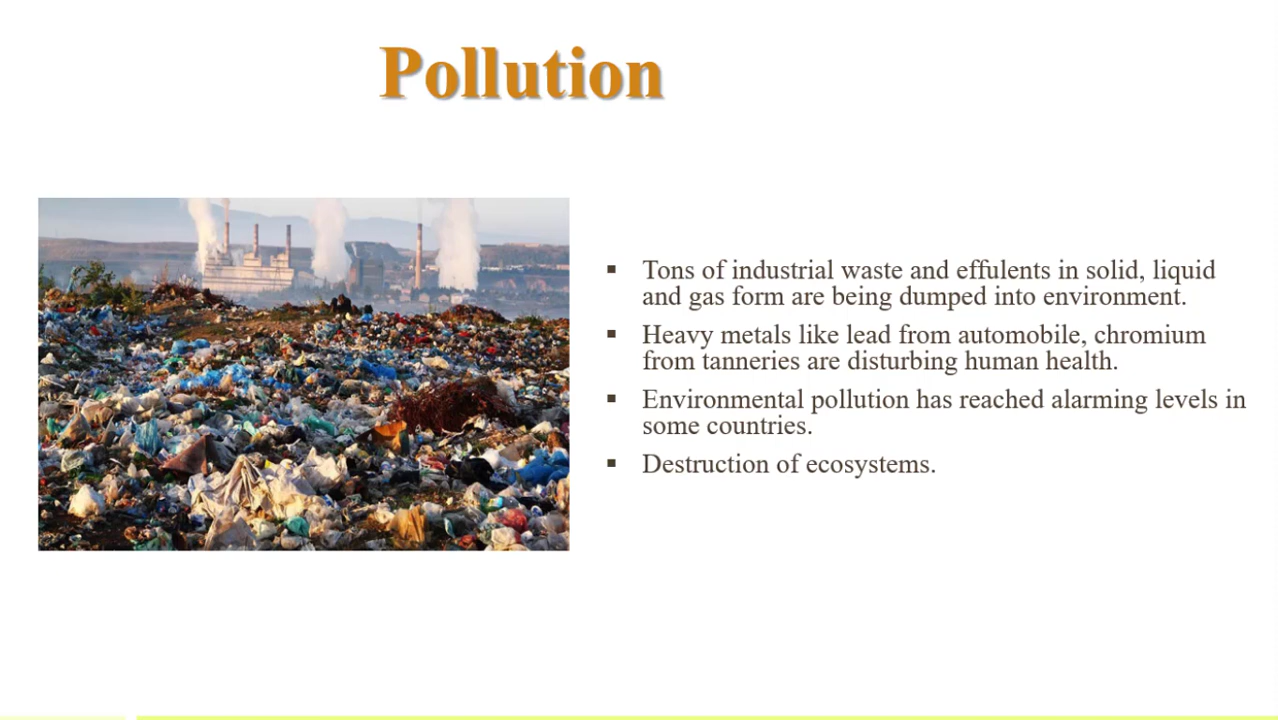 Pollution
▪ Tons of industrial waste and effulents in solid, liquid
and gas form are being dumped into environment.
▪ Heavy metals like lead from automobile, chromium
from tanneries are disturbing human health.
▪ Environmental pollution has reached alarming levels in
some countries.
▪ Destruction of ecosystems.